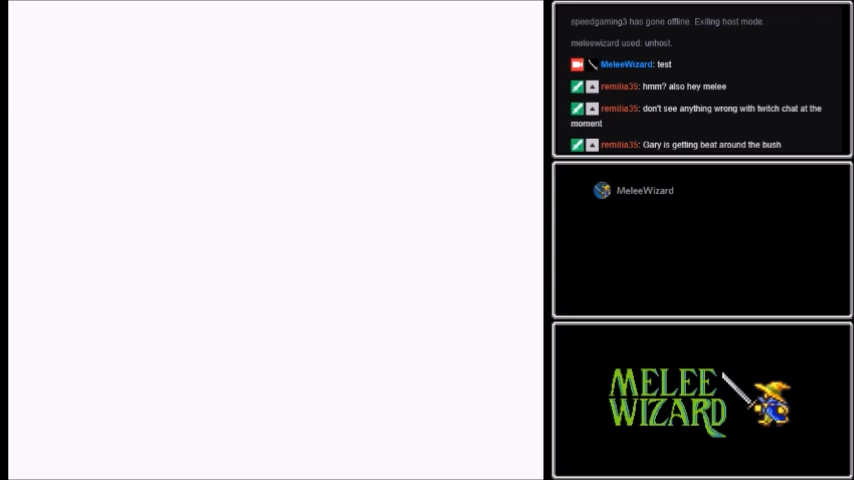 speedgaming3 has gone offline. Exiting host mode.
meleewizard used: unhost.
MeleeWizard: test
remilia35: hmm? also hey melee
remilia35: don't see anything wrong with twitch chat at the
moment
remilia35: Gary is getting beat around the bush
MeleeWizard
MELEE
WIZARD